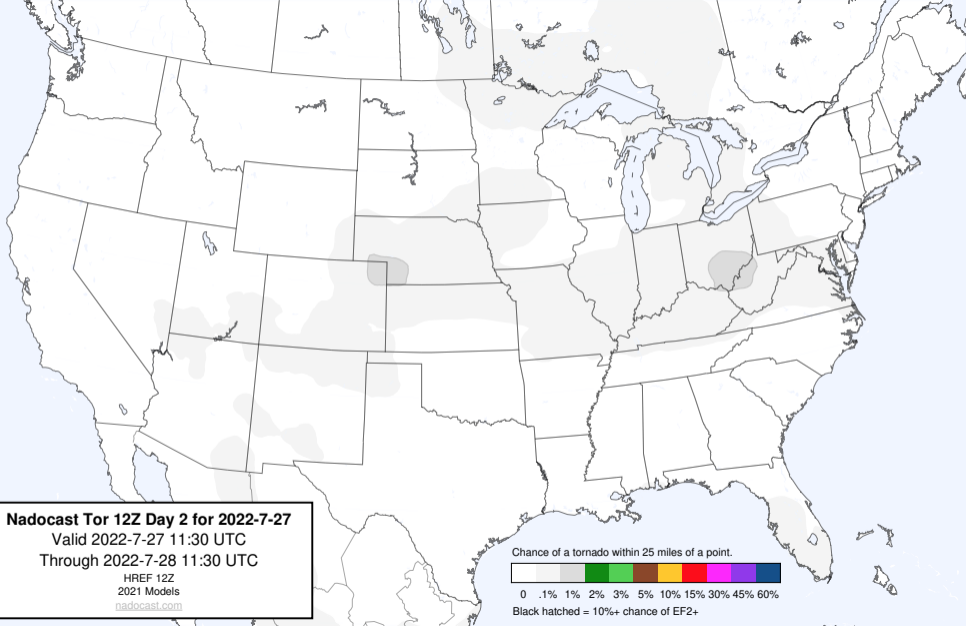 Nadocast Tor 12Z Day 2 for 2022-7-27
Valid 2022-7-27 11:30 UTC
Through 2022-7-28 11:30 UTC
HREF 12Z
2021 Models
nadocast.com
Chance of a tornado within 25 miles of a point.
0 .1% 1% 2% 3% 5% 10% 15% 30% 45% 60%
Black hatched = 10%+ chance of EF2+